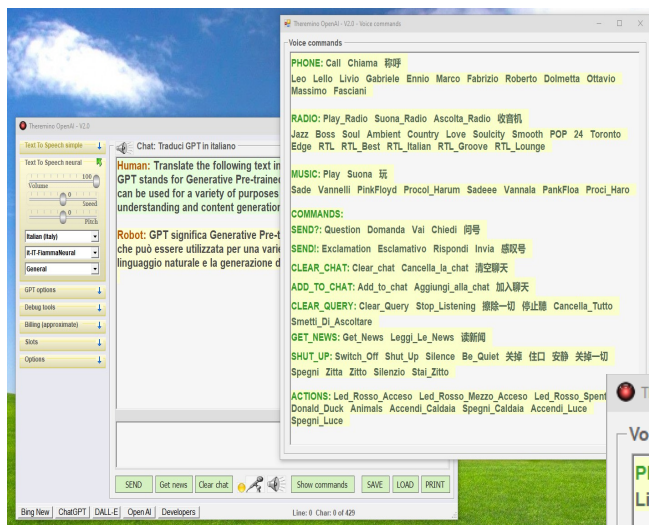 Theremino OpenAI - V2.0 - Voice commands
Voice commands
PHONE: Call Chiama 称呼
Leo Lello Livio Gabriele Ennio Marco Fabrizio Roberto Dolmetta Ottavio
Massimo Fasciani
RADIO: Play_Radio Suona_Radio Ascolta_Radio 收音机
Jazz Boss Soul Ambient Country Love Soulcity Smooth POP 24 Toronto
Edge RTL RTL_Best RTL_Italian RTL_Groove RTL_Lounge
MUSIC: Play Suona 玩
Sade Vannelli PinkFloyd Procol_Harum Sadeee Vannala PankFloa Proci_Haro
COMMANDS:
SEND?: Question Domanda Vai Chiedi 问号
SEND!: Exclamation Esclamativo Rispondi Invia 感叹号
CLEAR_CHAT: Clear_chat Cancella_la_chat 清空聊天
ADD_TO_CHAT: Add_to_chat Aggiungi_alla_chat 加入聊天
CLEAR_QUERY: Clear_Query Stop_Listening 擦除一切 停止聽 Cancella_Tutto
Smetti_Di_Ascoltare
GET_NEWS: Get_News Leggi_Le_News 读新闻
SHUT_UP: Switch_Off Shut_Up Silence Be_Quiet 关掉 住口 安静 关掉一切
Spegni Zitta Zitto Silenzio Stai_Zitto
ACTIONS: Led_Rosso_Acceso Led_Rosso_Mezzo_Acceso Led_Rosso_Spent
Donald_Duck Animals Accendi_Caldaia Spegni_Caldaia Accendi_Luce
Spegni_Luce
Theremino OpenAI - V2.0
Text To Speech simple
Text To Speech neural
100
Volume
0
Speed
0
Pitch
Italian (Italy)
it-IT-FiammaNeural
General
GPT options
Debug tools
Billing (approximate)
Slots
Options
Chat: Traduci GPT in italiano
Human: Translate the following text in
GPT stands for Generative Pre-traine
can be used for a variety of purposes
understanding and content generation
Robot: GPT significa Generative Pre-t
che può essere utilizzata per una varie
linguaggio naturale e la generazione d
SEND Get news Clear chat Show commands SAVE LOAD PRINT
Bing New ChatGPT DALL-E Open AI Developers Line: 0 Char: 0 of 429
T
Vo
P
Li